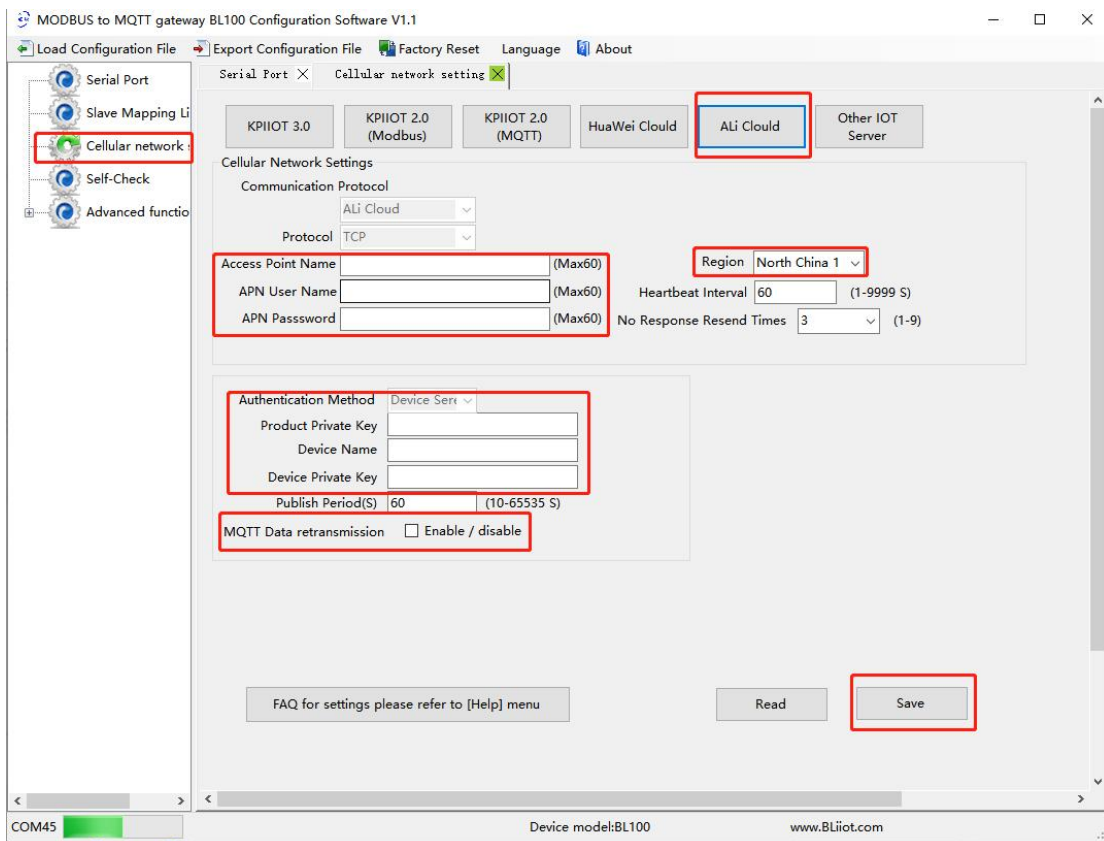 MODBUS to MQTT gateway BL100 Configuration Software V1.1
Load Configuration File Export Configuration File Factory Reset Language About
Serial Port
Slave Mapping Li
Cellular network s
Self-Check
Advanced functio
Serial Port Cellular network setting
KPIIOT 3.0
KPIIOT 2.0
(Modbus)
KPIIOT 2.0
(MQTT)
HuaWei Clould
ALi Clould
Other IOT
Server
Cellular Network Settings
Communication Protocol
ALi Cloud
Protocol TCP
Access Point Name (Max60)
Region North China 1
APN User Name (Max60)
Heartbeat Interval 60 (1-9999 S)
APN Passsword (Max60)
No Response Resend Times 3 (1-9)
Authentication Method Device Sere
Product Private Key
Device Name
Device Private Key
Publish Period(S) 60 (10-65535 S)
MQTT Data retransmission Enable / disable
FAQ for settings please refer to [Help] menu
Read
Save
COM45
Device model:BL100
www.BLiiot.com